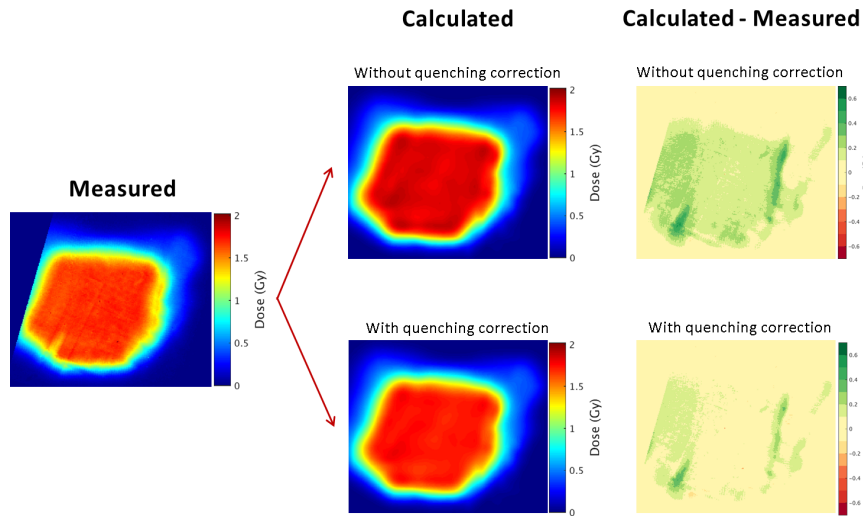 Calculated
Calculated - Measured
Without quenching correction
Without quenching correction
2
1.5
1
0.5
0
Dose (Gy)
0.6
0.4
0.2
0
-0.2
-0.4
-0.6
Measured
2
1.5
1
0.5
0
Dose (Gy)
With quenching correction
With quenching correction
2
1.5
1
0.5
0
Dose (Gy)
0.6
0.4
0.2
0
-0.2
-0.4
-0.6